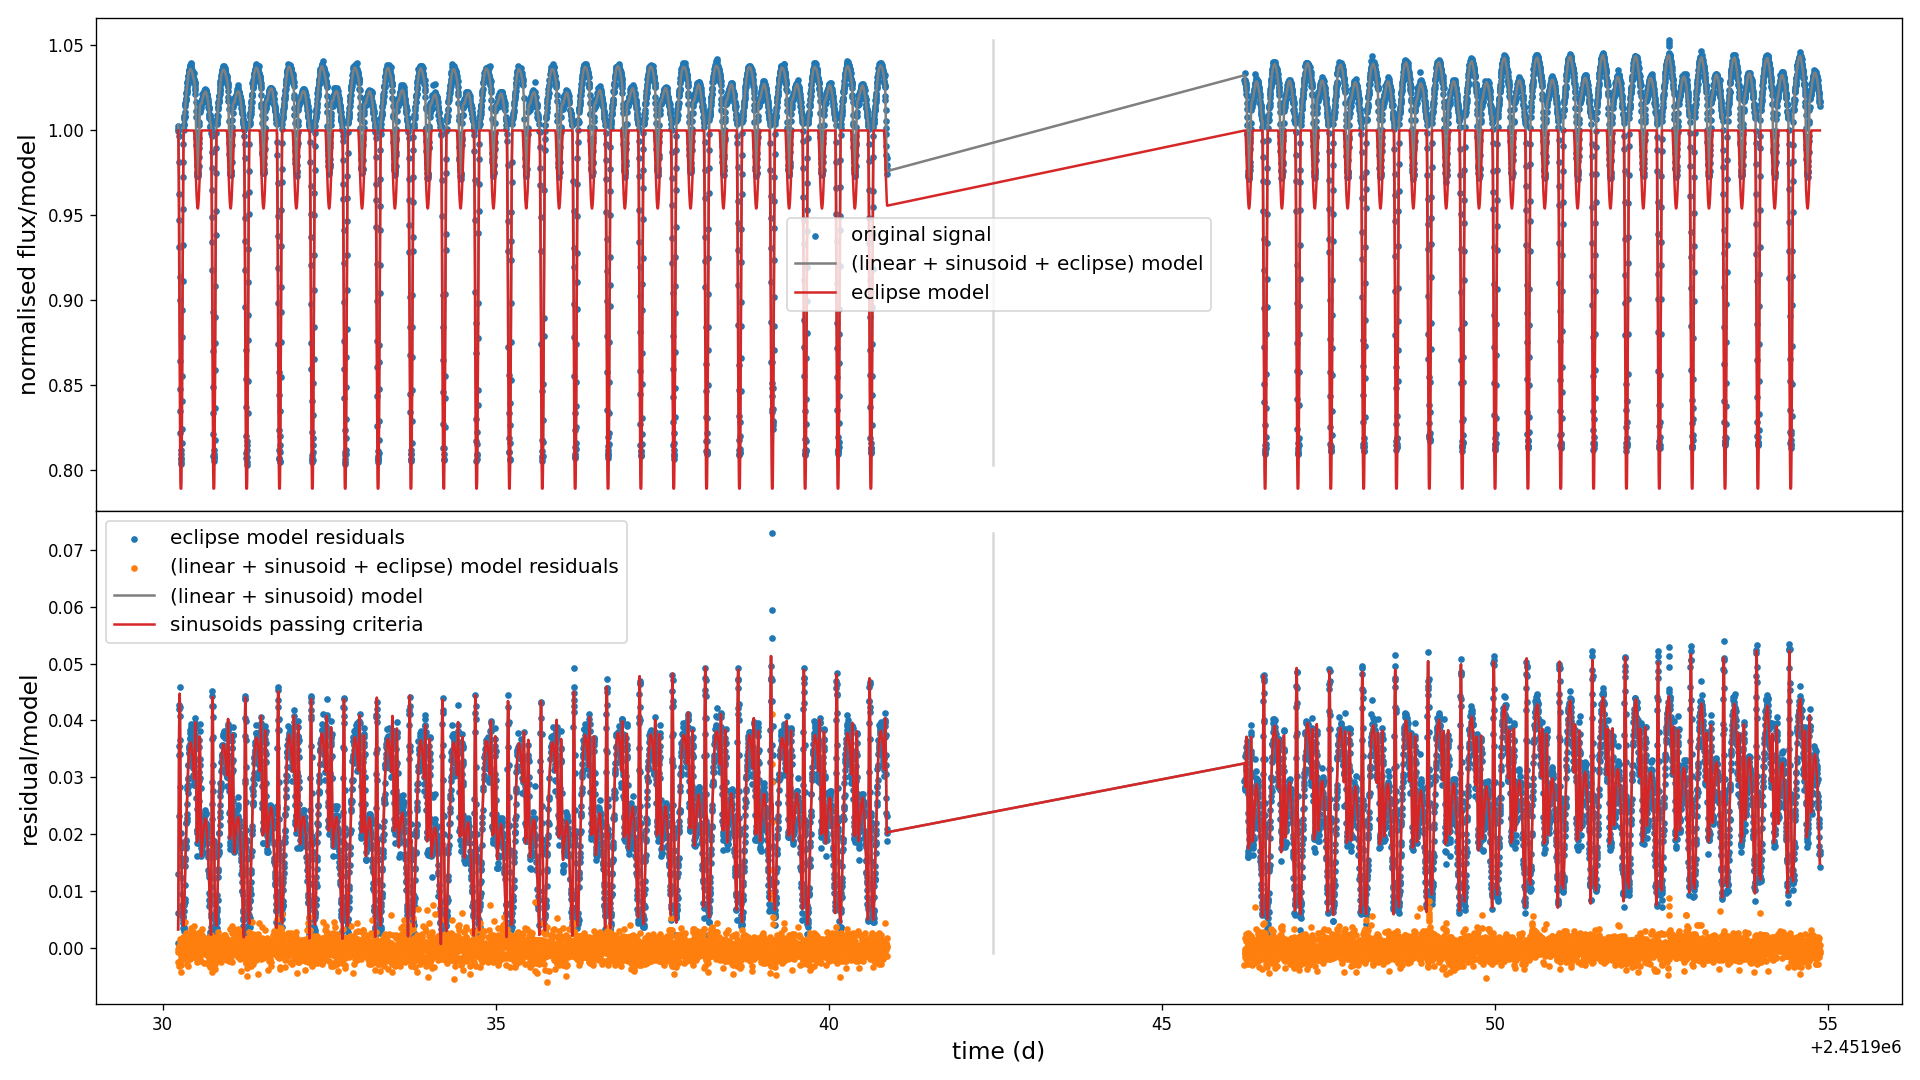 normalised flux/model
1.05
1.00
0.95
0.90
0.85
0.80
original signal
(linear + sinusoid + eclipse) model
eclipse model
residual/model
0.07
0.06
0.05
0.04
0.03
0.02
0.01
0.00
eclipse model residuals
(linear + sinusoid + eclipse) model residuals
(linear + sinusoid) model
sinusoids passing criteria
30 35 40 45 50 55
time (d)
+2.4519e6